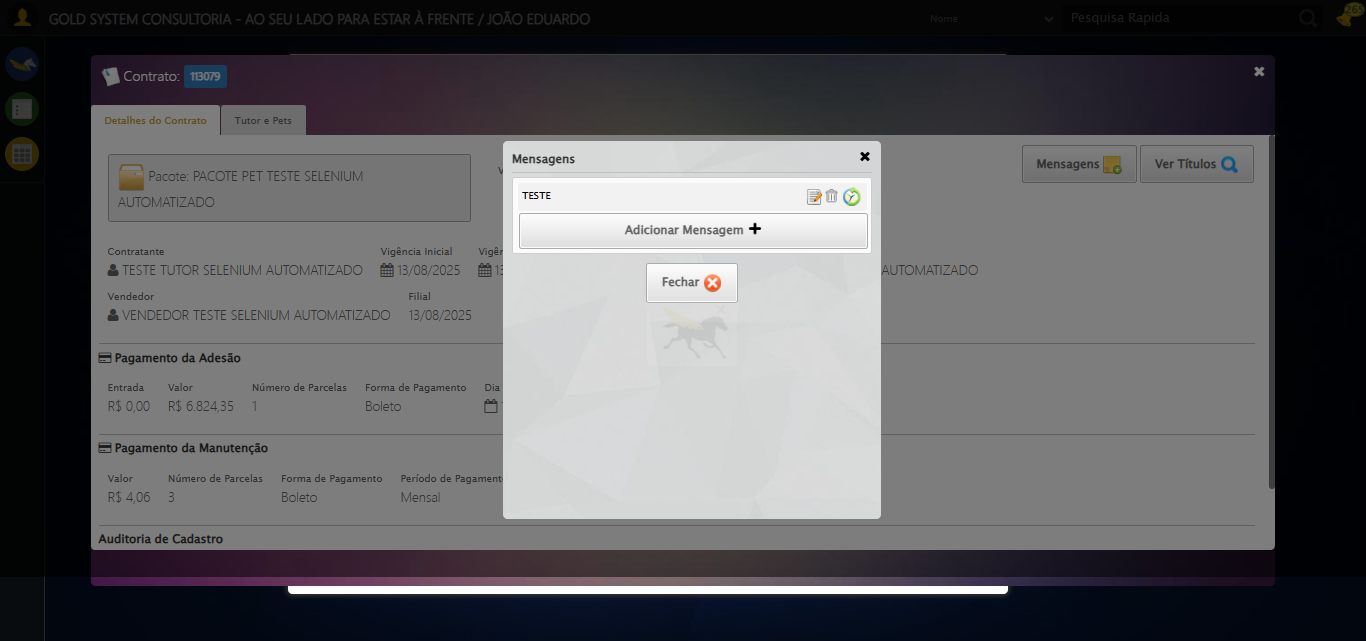 GOLD SYSTEM CONSULTORIA - AO SEU LADO PARA ESTAR À FRENTE / JOÃO EDUARDO
Nome
Pesquisa Rapida
Contrato: 113079
Detalhes do Contrato
Tutor e Pets
Pacote: PACOTE PET TESTE SELENIUM
AUTOMATIZADO
Mensagens
Ver Títulos
Contratante
TESTE TUTOR SELENIUM AUTOMATIZADO
Vigência Inicial
13/08/2025
AUTOMATIZADO
Vendedor
VENDEDOR TESTE SELENIUM AUTOMATIZADO
Filial
13/08/2025
Pagamento da Adesão
Entrada Valor Número de Parcelas Forma de Pagamento Dia
R$ 0,00 R$ 6.824,35 1 Boleto
Pagamento da Manutenção
Valor Número de Parcelas Forma de Pagamento Período de Pagament
R$ 4,06 3 Boleto Mensal
Auditoria de Cadastro
Mensagens
TESTE
Adicionar Mensagem
Fechar